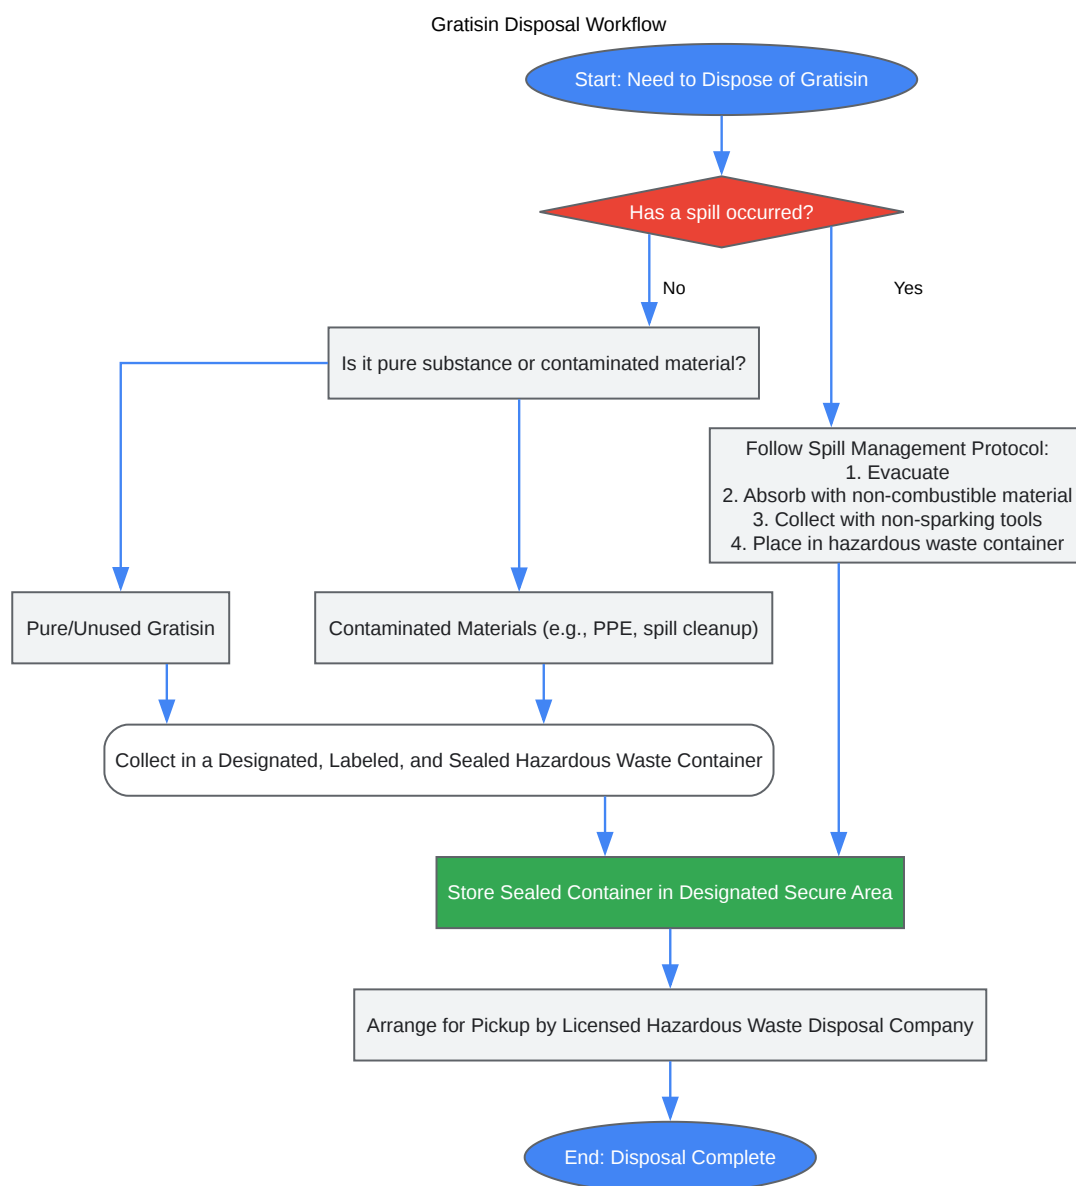 Gratisin Disposal Workflow
Start: Need to Dispose of Gratisin
Has a spill occurred?
No
Yes
Is it pure substance or contaminated material?
Follow Spill Management Protocol:
1. Evacuate
2. Absorb with non-combustible material
3. Collect with non-sparking tools
4. Place in hazardous waste container
Pure/Unused Gratisin
Contaminated Materials (e.g., PPE, spill cleanup)
Collect in a Designated, Labeled, and Sealed Hazardous Waste Container
Store Sealed Container in Designated Secure Area
Arrange for Pickup by Licensed Hazardous Waste Disposal Company
End: Disposal Complete